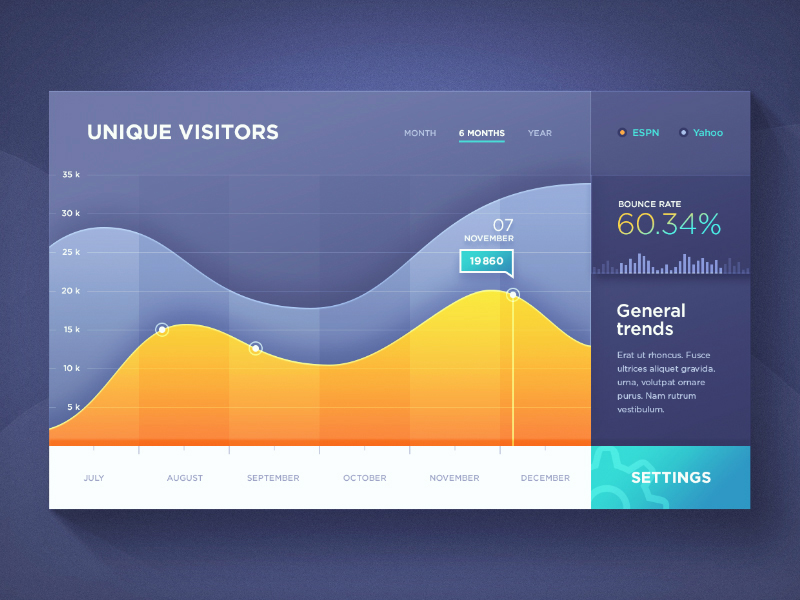 UNIQUE VISITORS
MONTH 6 MONTHS YEAR
ESPN Yahoo
35 k
30 k
25 k
20 k
15 k
10 k
5 k
07
NOVEMBER
19860
JULY AUGUST SEPTEMBER OCTOBER NOVEMBER DECEMBER
BOUNCE RATE
60.34%
General
trends
Erat ut rhoncus. Fusce
ultrices aliquet gravida.
urna, volutpat ornare
purus. Nam rutrum
vestibulum.
SETTINGS